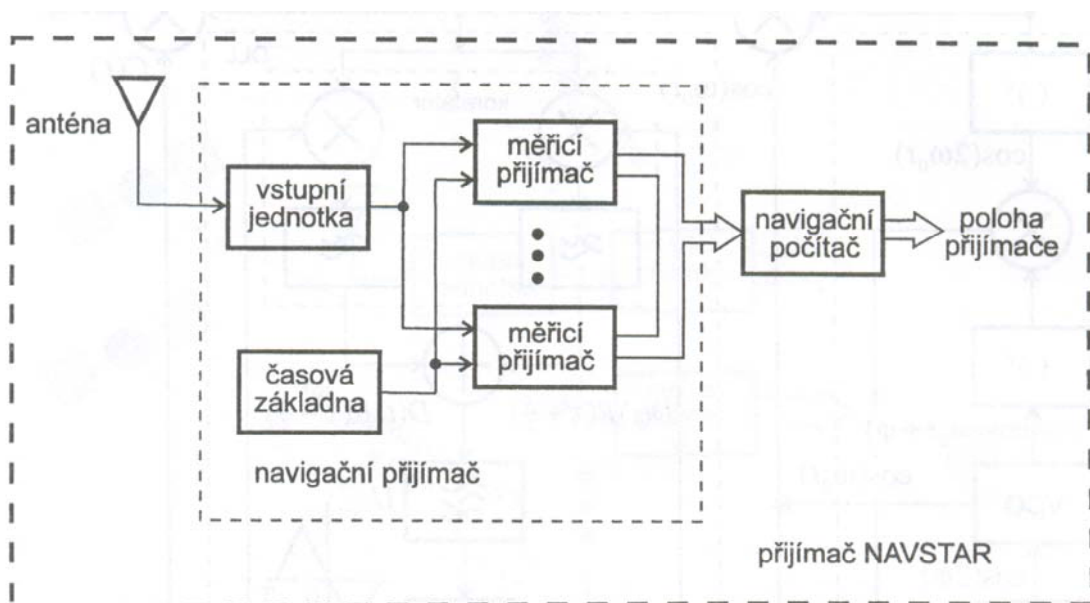 anténa
vstupní
jednotka
časová
základna
měřicí
přijímač
měřicí
přijímač
navigační přijímač
navigační
počítač
poloha
přijímače
přijímač NAVSTAR